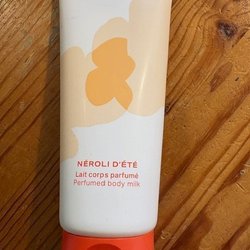 NÉROLI D'ÉTÉ
Lait corps parfumé
Perfumed body milk